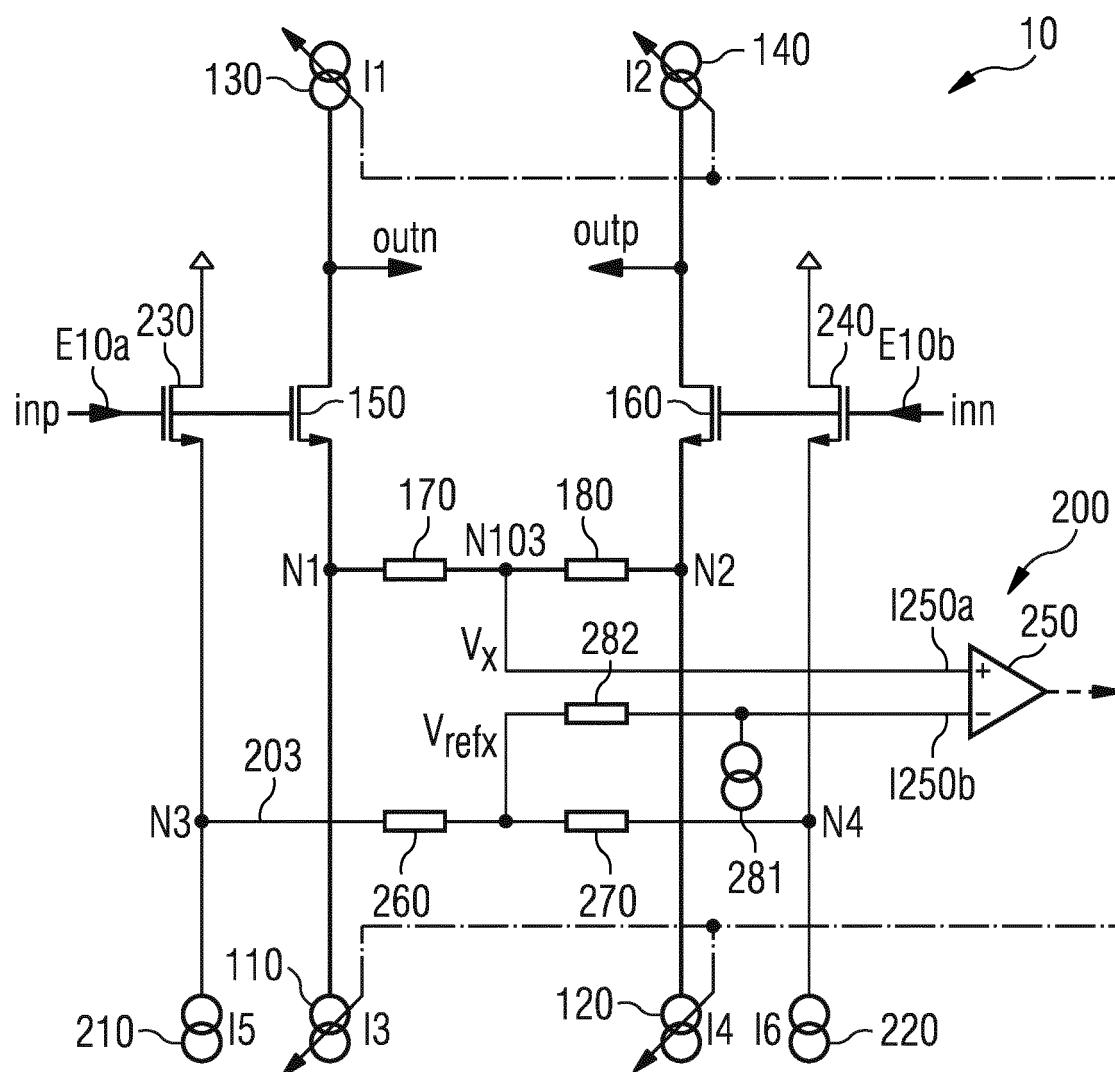 10
130
I1
I2
140
outn
outp
E10a
230
240
E10b
inp
150
160
inn
170
N103
180
200
N1
N2
Vx
282
I250a
250
+
−
Vrefx
203
I250b
N3
N4
260
270
281
110
120
210
I5
I3
I4
I6
220